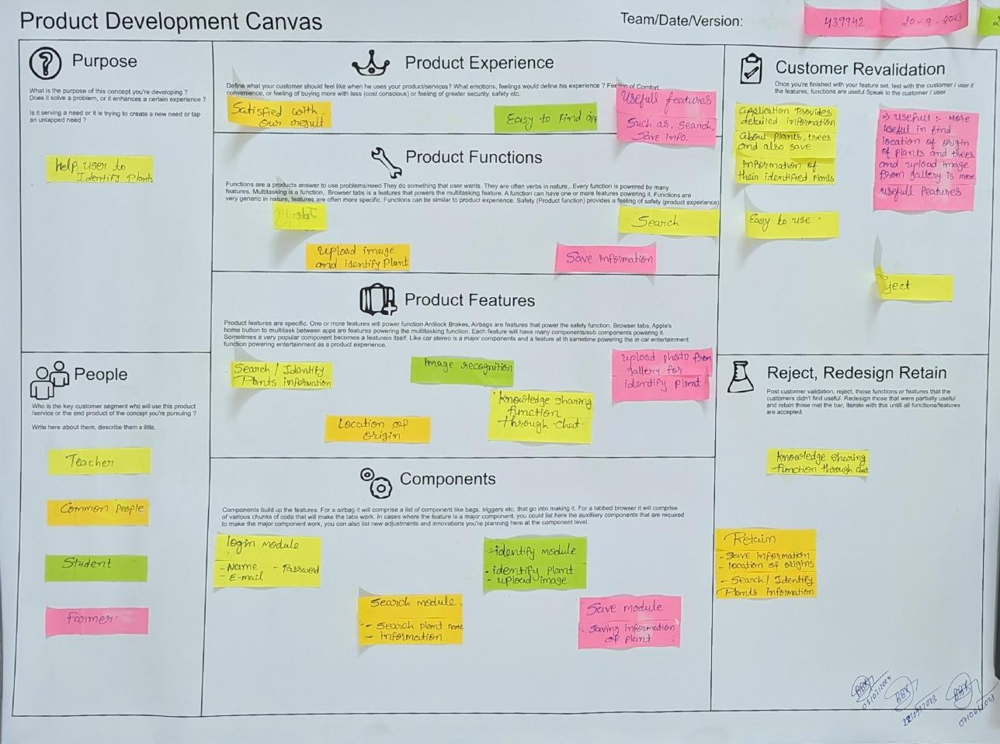 Product Development Canvas
Team/Date/Version:
439942
20-9-2023
Purpose
What is the purpose of this concept you're developing ?
Does it solve a problem, or it enhances a certain experience ?
Is it serving a need or it is trying to create a new need or tap
an untapped need ?
Help user to
Identify Plants
People
Who is the key customer segment who will use this product
/service or the end product of the concept you're pursuing ?
Write here about them, describe them a little.
Teacher
Common People
Student
Farmer
Product Experience
Define what your customer should feel like when he uses your product/services? What emotions, feelings would define his experience ? Feeling of Comfort
convenience, or feeling of buying more with less (cost conscious) or feeling of greater security, safety etc.
Satisfied with
our result
Easy to find
Usefull features
Such as, Search,
Save Info.
Product Functions
Functions are a products answer to use problems/need They do something that user wants. They are often verbs in nature,. Every function is powered by many
features, Multitasking is a function,. Browser tabs is a features that powers the multitasking feature. A function can have one or more features powering it. Functions are
very generic in nature, features are often more specific. Functions can be similar to product experience. Safety (Product function) provides a feeling of safety (product experiance)
Search
upload image
and identify Plant
Save information
Product Features
Product features are specific. One or more features will power function Antilock Brakes, Airbags are features that power the safety function. Browser tabs, Apple's
home button to multitask between apps are features powering the multitasking function. Each feature will have many components/sub components powering it.
Sometimes a very popular component becomes a featurein itself. Like car stereo is a major components and a feature at th sametime powering the in car entertainment
function powering entertainment as a product experience.
Search / Identify
Plants information
image recognition
upload photo from
gallery for
identify plant
Location of
origin
Knowledge sharing
function
through chat
Components
Components build up the features. For a airbag it will comprise a list of component like bags, triggers etc. that go into making it. For a tabbed browser it will comprise
of various chunks of code that will make the tabs work. In cases where the feature is a major component, you could list here the auxilliary components that are required
to make the major component work, you can also list new adjustments and innovations you're planning here at the component level.
login module
- Name - Password
- E-mail
identify module
- identify plant
- upload image
Search module
- Search plant name
- information
Save module
- saving information
of plant
Customer Revalidation
Once you're finished with your feature set, test with the customer / user if
the features, functions are useful Speak to the customer / user
application provides
detailed information
about plants, trees
and also save
information of
their identified plants
Easy to use
→ usefull :- more
useful in find
location of origin
of plants and trees
and upload image
from gallery is more
usefull features
Reject, Redesign Retain
Post customer validation, reject, those functions or features that the
customers didn't find useful. Redesign those that were partially useful
and retain those met the bar, Iterate with this untill all functions/features
are accepted.
Knowledge sharing
function through chat
Retain
- Save information
- location of origins
- Search / Identify
Plants information